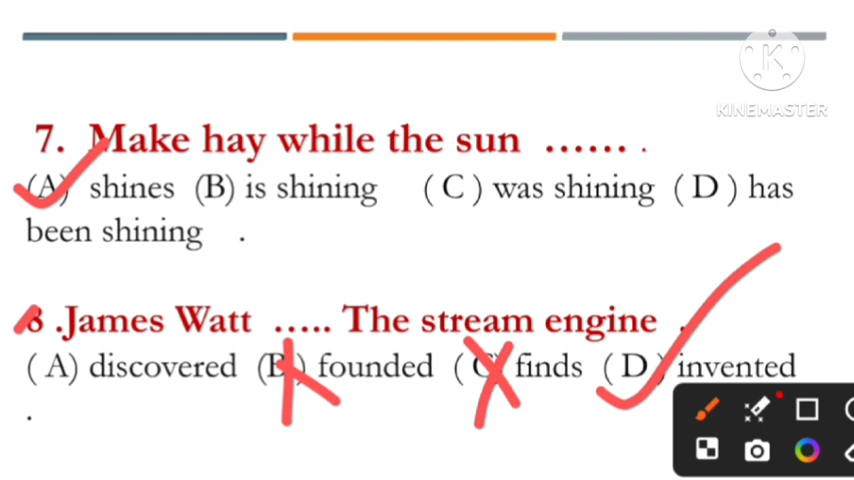 KINEMASTER
7. Make hay while the sun ...... .
(A) shines (B) is shining ( C ) was shining ( D ) has
been shining .
8 .James Watt ..... The stream engine .
( A ) discovered (B ) founded ( C) finds ( D ) invented
.